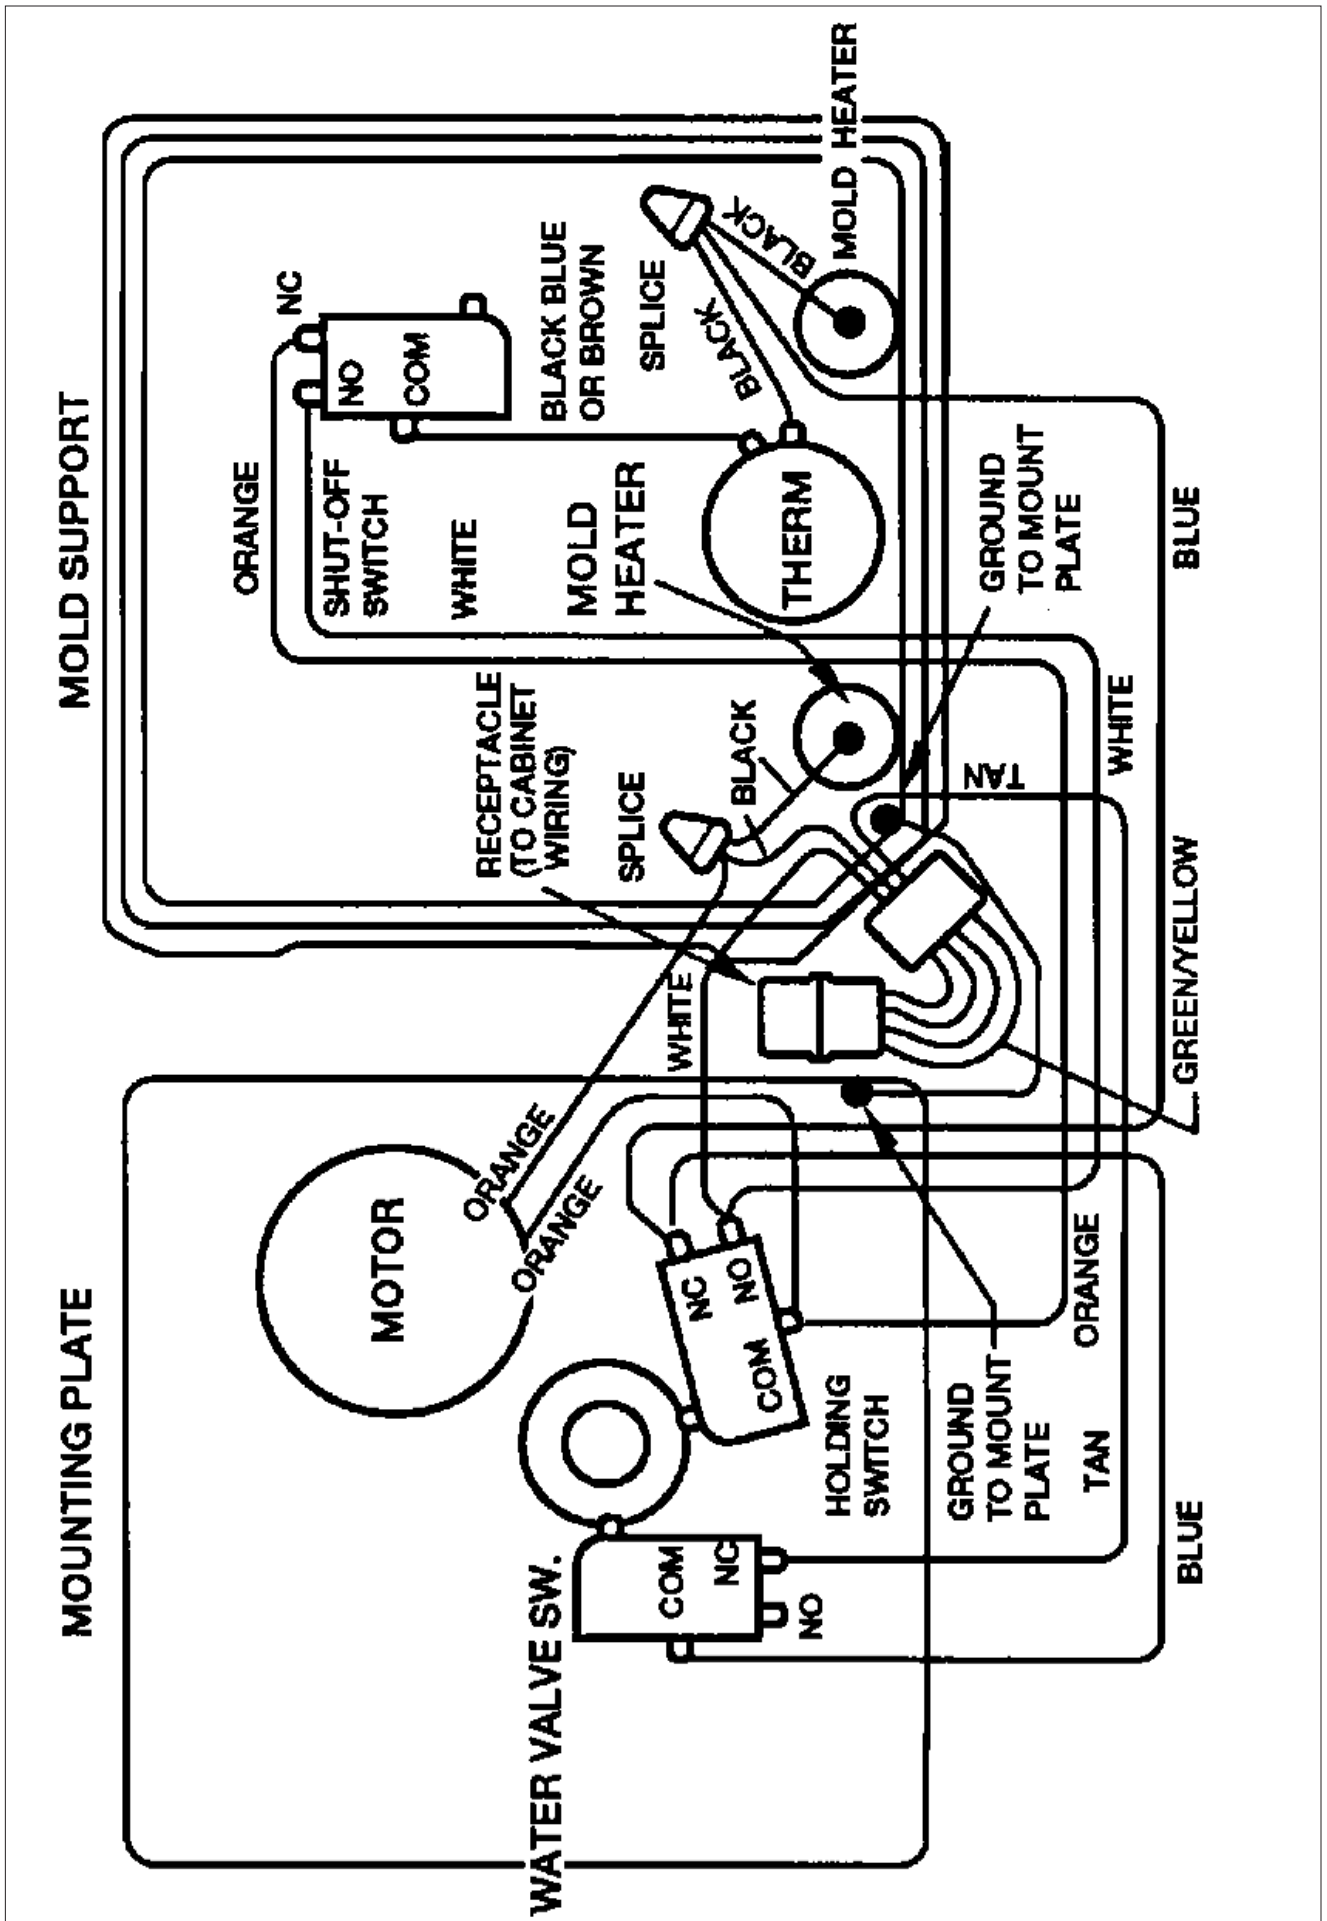 MOUNTING PLATE
MOLD SUPPORT
MOTOR
ORANGE
ORANGE
WATER VALVE SW.
COM
NC
NO
NC
NO
COM
HOLDING
SWITCH
WHITE
GROUND
TO MOUNT
PLATE
TAN
ORANGE
BLUE
GREEN/YELLOW
RECEPTACLE
(TO CABINET
WIRING)
SPLICE
BLACK
ORANGE
SHUT-OFF
SWITCH
WHITE
MOLD
HEATER
THERM
NC
NO
COM
BLACK BLUE
OR BROWN
SPLICE
BLACK
BLACK
MOLD HEATER
GROUND
TO MOUNT
PLATE
TAN
WHITE
BLUE